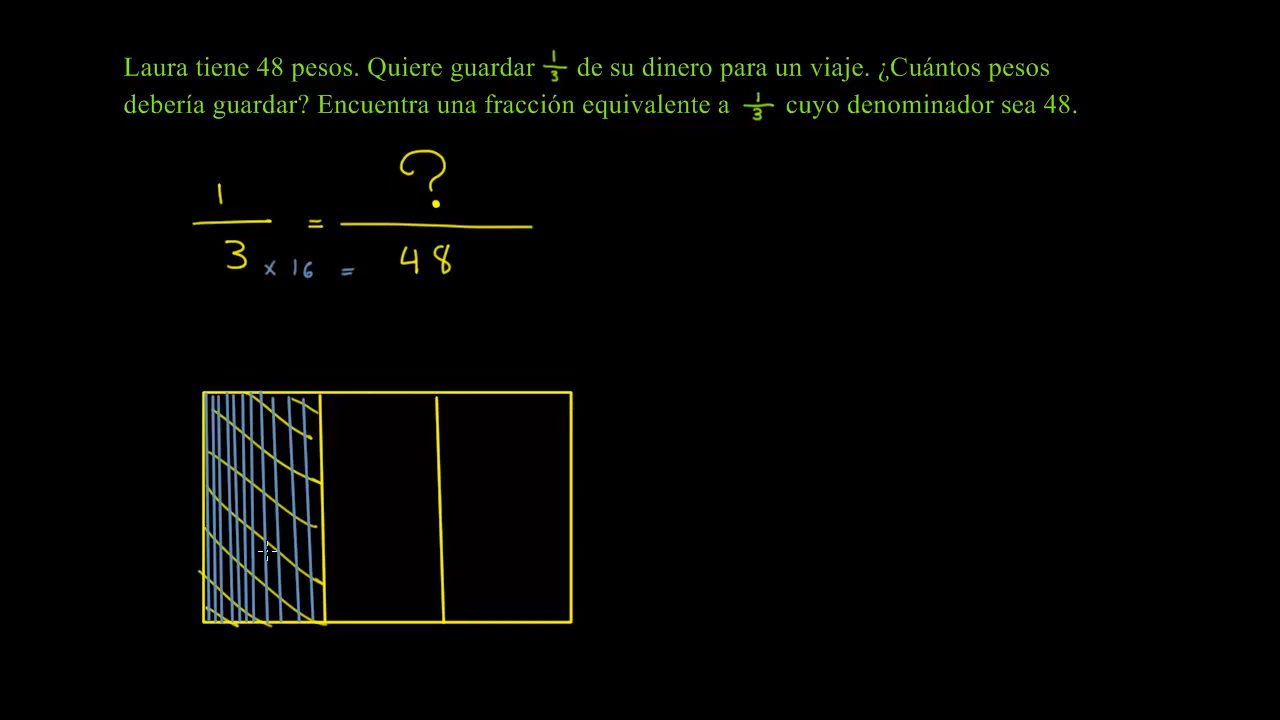 Laura tiene 48 pesos. Quiere guardar 1/3 de su dinero para un viaje. ¿Cuántos pesos
debería guardar? Encuentra una fracción equivalente a 1/3 cuyo denominador sea 48.
1 ?
— = —
3 × 16 = 48